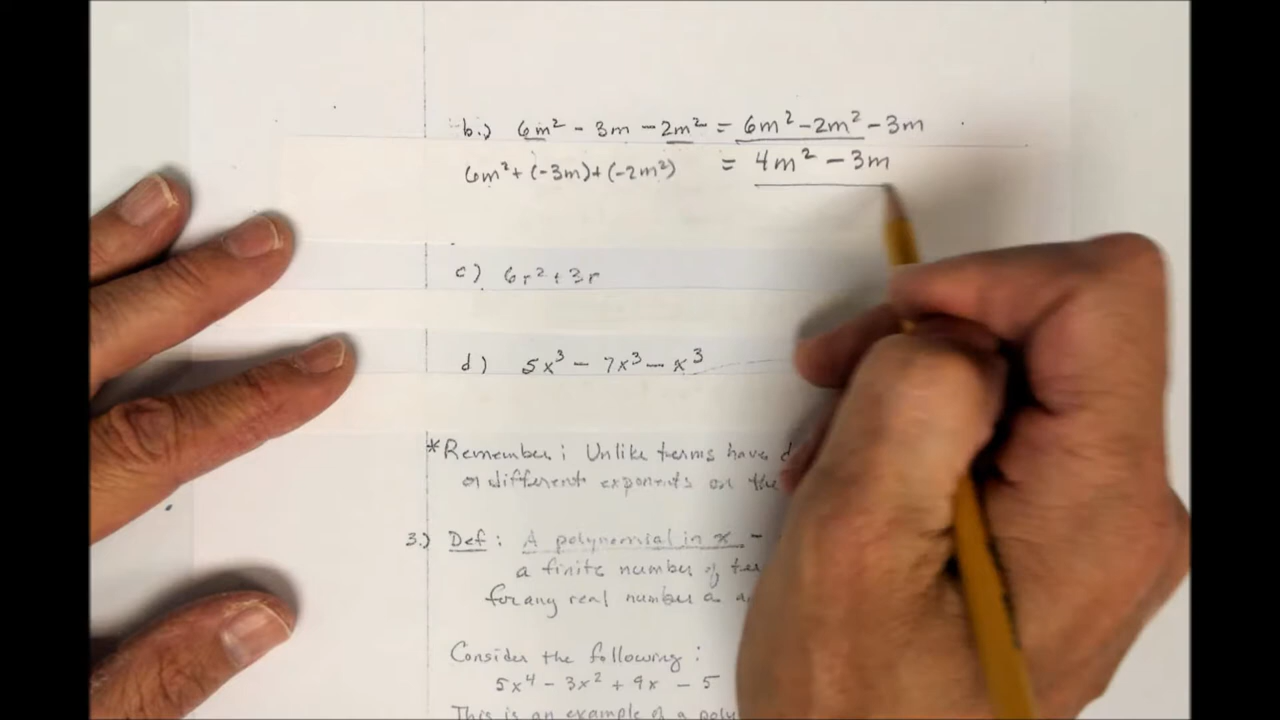 b.) 6m² - 3m - 2m² = 6m² - 2m² - 3m
6m² + (-3m) + (-2m²) = 4m² - 3m
c) 6r² + 3r
d) 5x³ - 7x³ - x³
*Remember: Unlike terms have
or different exponents on the
3.) Def: A polynomial in x -
a finite number of
for any real number a
Consider the following:
5x⁴ - 3x² + 9x - 5
This is an example of a